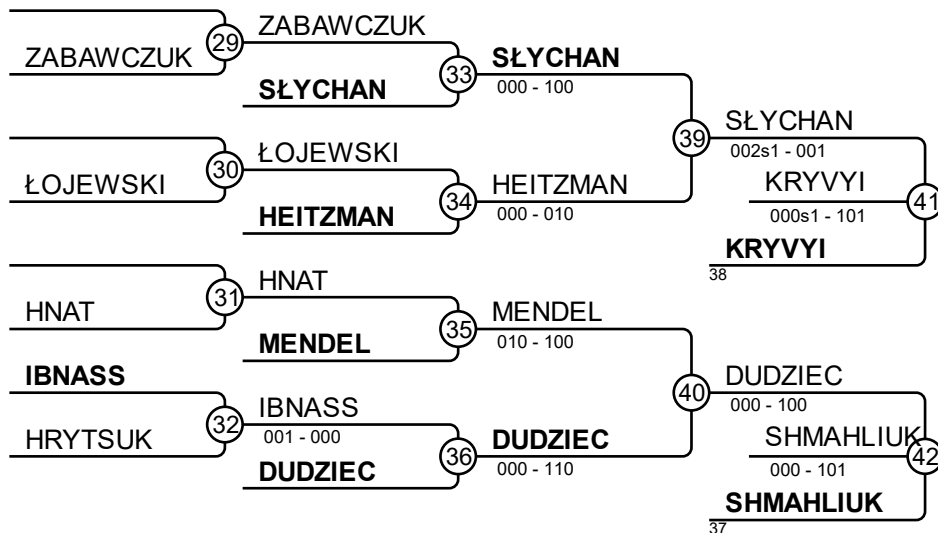 ZABAWCZUK
29
ZABAWCZUK
SŁYCHAN
33
SŁYCHAN
000 - 100
ŁOJEWSKI
30
ŁOJEWSKI
HEITZMAN
34
HEITZMAN
000 - 010
39
SŁYCHAN
002s1 - 001
KRYVYI
000s1 - 101
41
KRYVYI
38
HNAT
31
HNAT
MENDEL
35
MENDEL
010 - 100
IBNASS
HRYTSUK
32
IBNASS
001 - 000
DUDZIEC
36
DUDZIEC
000 - 110
40
DUDZIEC
000 - 100
SHMAHLIUK
000 - 101
42
SHMAHLIUK
37